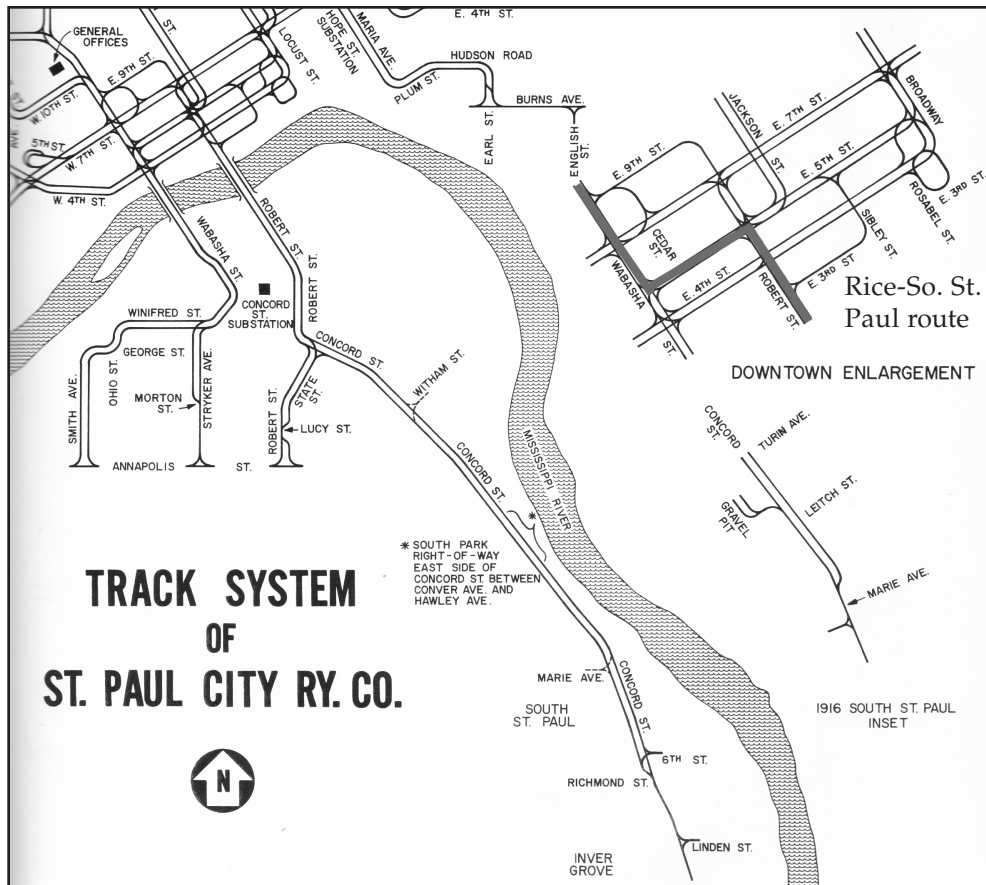 GENERAL
OFFICES
ST.
W. 10TH ST.
E. 9TH ST.
5TH ST.
AVE.
W. 7TH ST.
W. 4TH ST.
LOCUST ST.
HOPE ST.
SUBSTATION
MARIA AVE.
E. 4TH ST.
PLUM ST.
HUDSON ROAD
EARL ST.
BURNS AVE.
ENGLISH
ST.
WABASHA ST.
ROBERT ST.
ROBERT ST.
CONCORD
ST.
SUBSTATION
WINIFRED ST.
GEORGE ST.
OHIO ST.
SMITH AVE.
MORTON
ST.
STRYKER AVE.
ROBERT ST.
STATE
ST.
LUCY ST.
ANNAPOLIS ST.
CONCORD ST.
WITHAM ST.
CONCORD ST.
MISSISSIPPI RIVER
* SOUTH PARK
RIGHT-OF-WAY
EAST SIDE OF
CONCORD ST. BETWEEN
CONVER AVE. AND
HAWLEY AVE.
*
MARIE AVE.
CONCORD ST.
SOUTH
ST. PAUL
6TH ST.
RICHMOND ST.
LINDEN ST.
INVER
GROVE
TRACK SYSTEM
OF
ST. PAUL CITY RY. CO.
N
E. 9TH ST.
JACKSON
ST.
E. 7TH ST.
BROADWAY
E. 5TH ST.
CEDAR
ST.
WABASHA
ST.
E. 4TH ST.
ROBERT ST.
E. 3RD ST
SIBLEY ST.
ROSABEL ST.
E. 3RD ST.
Rice-So. St.
Paul route
DOWNTOWN ENLARGEMENT
CONCORD
ST.
TURIN AVE.
LEITCH ST.
GRAVEL
PIT
MARIE AVE.
1916 SOUTH ST. PAUL
INSET